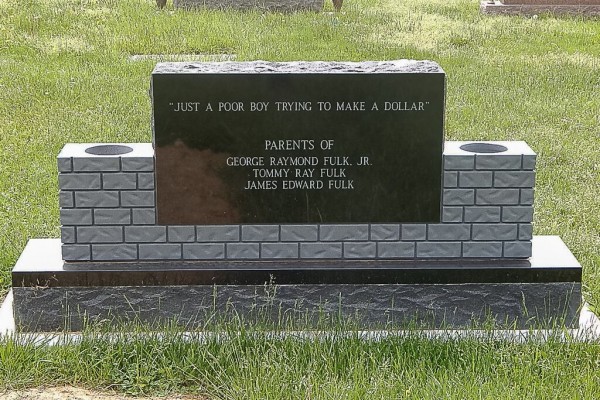 "JUST A POOR BOY TRYING TO MAKE A DOLLAR"
PARENTS OF
GEORGE RAYMOND FULK, JR.
TOMMY RAY FULK
JAMES EDWARD FULK